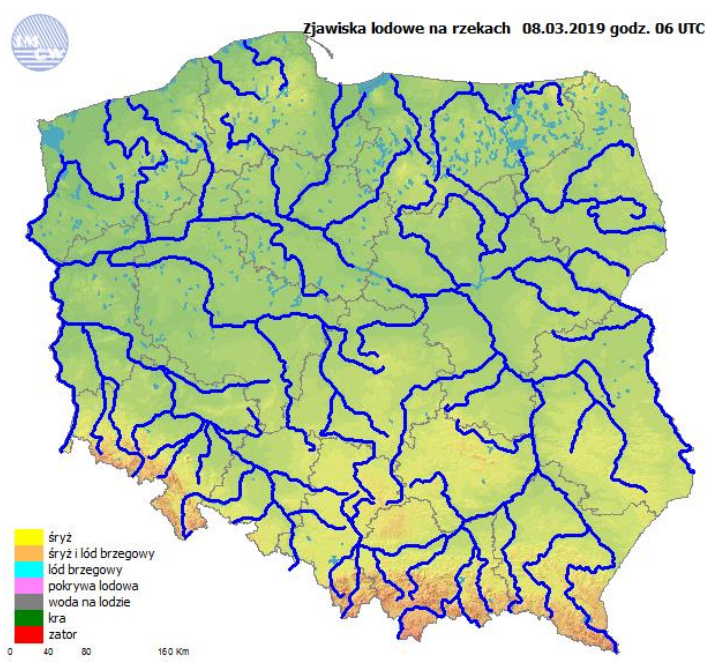 Zjawiska lodowe na rzekach 08.03.2019 godz. 06 UTC
śryż
śryż i lód brzegowy
lód brzegowy
pokrywa lodowa
woda na lodzie
kra
zator
0 40 80 160 Km